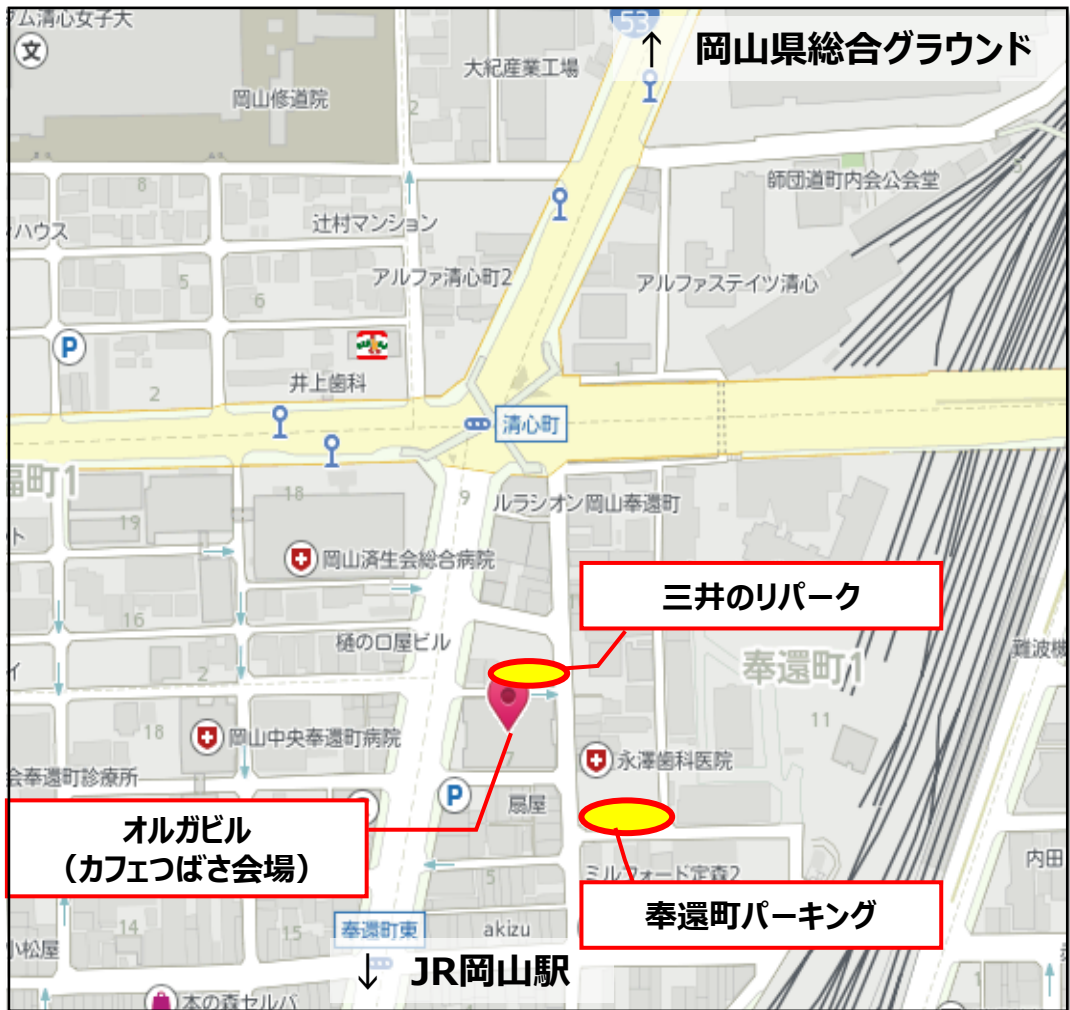 ム清心女子大
文
53
↑ 岡山県総合グラウンド
大紀産業工場
岡山修道院
2
師団道町内会公会堂
8
6
ハウス
辻村マンション
アルファ清心町2
アルファステイツ清心
5
6
P
井上歯科
1
2
清心町
福町1
18
9
ルラシオン岡山奉還町
19
ト
岡山済生会総合病院
三井のリパーク
16
樋の口屋ビル
奉還町1
難波機
イ
2
18
岡山中央奉還町病院
11
永澤歯科医院
会奉還町診療所
P
扇屋
オルガビル
（カフェつばさ会場）
ミルフォード定森2
内田
5
奉還町パーキング
14
15
奉還町東
akizu
小松屋
↓ JR岡山駅
1
本の森セルバ